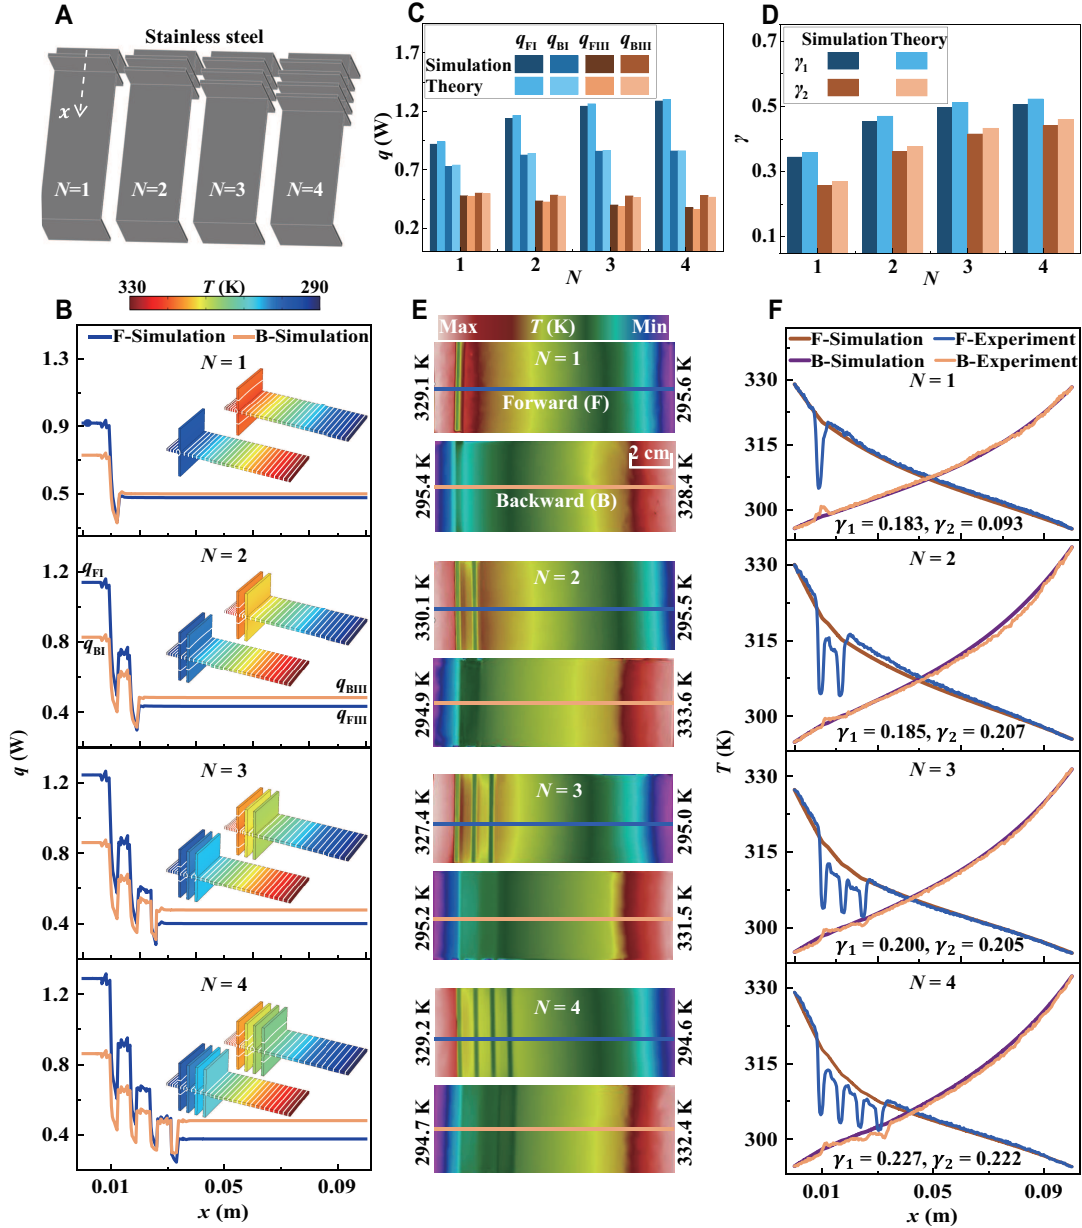 A
Stainless steel
x
N=1
N=2
N=3
N=4
330
T (K)
290
B
F-Simulation
B-Simulation
N = 1
1.3
0.9
0.5
N = 2
q_FI
q_BI
q_BIII
q_FIII
1.2
0.8
0.4
N = 3
1.2
0.8
0.4
N = 4
1.2
0.8
0.4
q (W)
0.01
0.05
0.09
x (m)
C
q_FI q_BI q_FIII q_BIII
Simulation
Theory
1.7
1.2
0.7
0.2
q (W)
1
2
3
4
N
D
Simulation Theory
γ₁
γ₂
0.7
0.5
0.3
0.1
γ
1
2
3
4
N
E
Max
T (K)
Min
N = 1
329.1 K
295.6 K
Forward (F)
295.4 K
328.4 K
2 cm
Backward (B)
N = 2
330.1 K
295.5 K
294.9 K
333.6 K
N = 3
327.4 K
295.0 K
295.2 K
331.5 K
N = 4
329.2 K
294.6 K
294.7 K
332.4 K
F
F-Simulation
F-Experiment
B-Simulation
B-Experiment
N = 1
330
315
300
γ₁ = 0.183, γ₂ = 0.093
N = 2
330
315
300
γ₁ = 0.185, γ₂ = 0.207
N = 3
330
315
300
γ₁ = 0.200, γ₂ = 0.205
N = 4
330
315
300
γ₁ = 0.227, γ₂ = 0.222
T (K)
0.01
0.05
0.09
x (m)